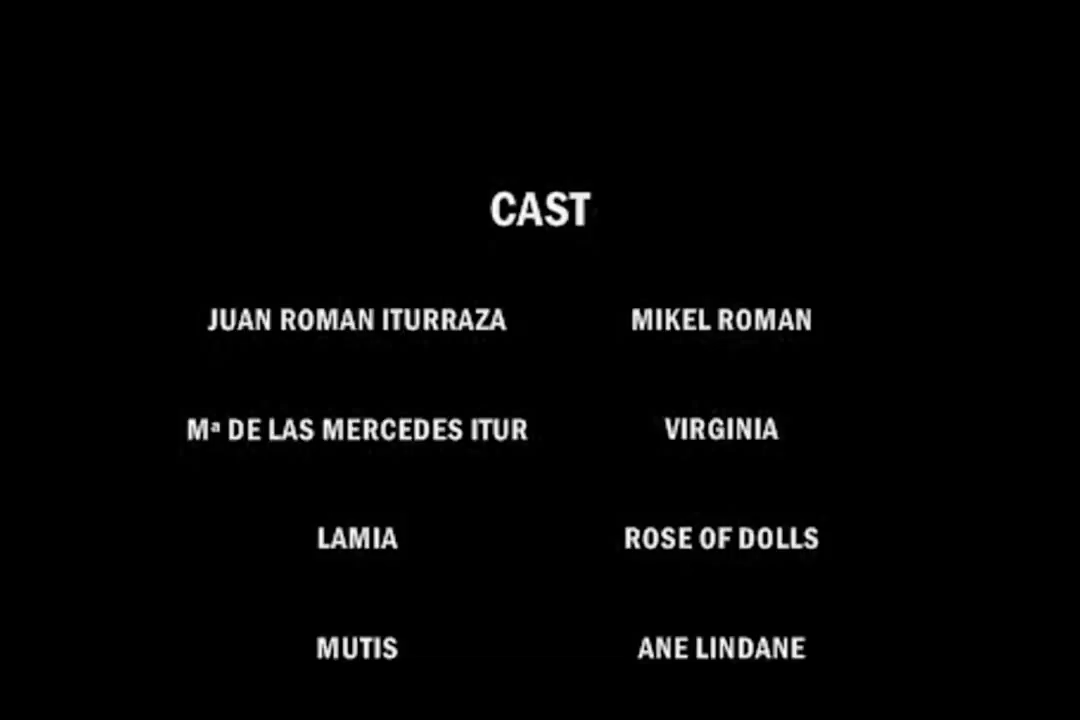 CAST
JUAN ROMAN ITURRAZA MIKEL ROMAN
Mª DE LAS MERCEDES ITUR VIRGINIA
LAMIA ROSE OF DOLLS
MUTIS ANE LINDANE